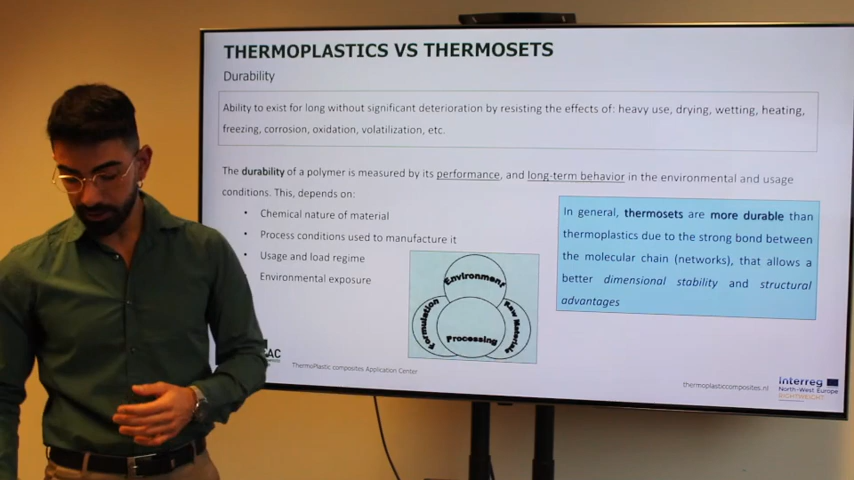 THERMOPLASTICS VS THERMOSETS
Durability
Ability to exist for long without significant deterioration by resisting the effects of: heavy use, drying, wetting, heating,
freezing, corrosion, oxidation, volatilization, etc.
The durability of a polymer is measured by its performance, and long-term behavior in the environmental and usage
conditions. This, depends on:
• Chemical nature of material
• Process conditions used to manufacture it
• Usage and load regime
Environmental exposure
In general, thermosets are more durable than
thermoplastics due to the strong bond between
the molecular chain (networks), that allows a
better dimensional stability and structural
advantages
Environment
Formulation
Raw Materials
Processing
AC
ThermoPlastic composites Application Center
thermoplasticcomposites.nl
Interreg
North-West Europe